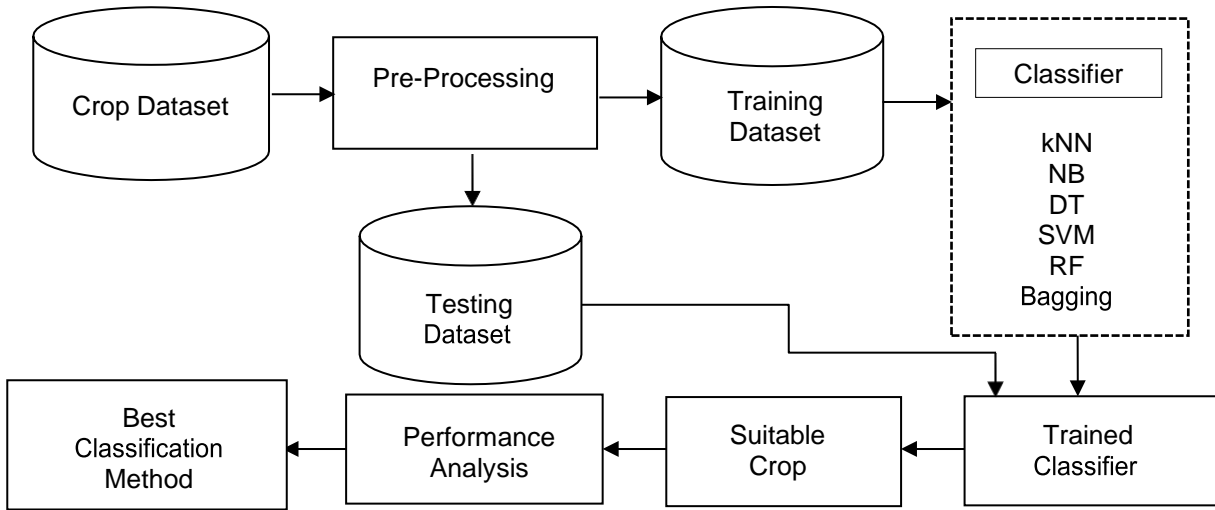 Crop Dataset
Pre-Processing
Training
Dataset
Classifier
kNN
NB
DT
SVM
RF
Bagging
Testing
Dataset
Best
Classification
Method
Performance
Analysis
Suitable
Crop
Trained
Classifier